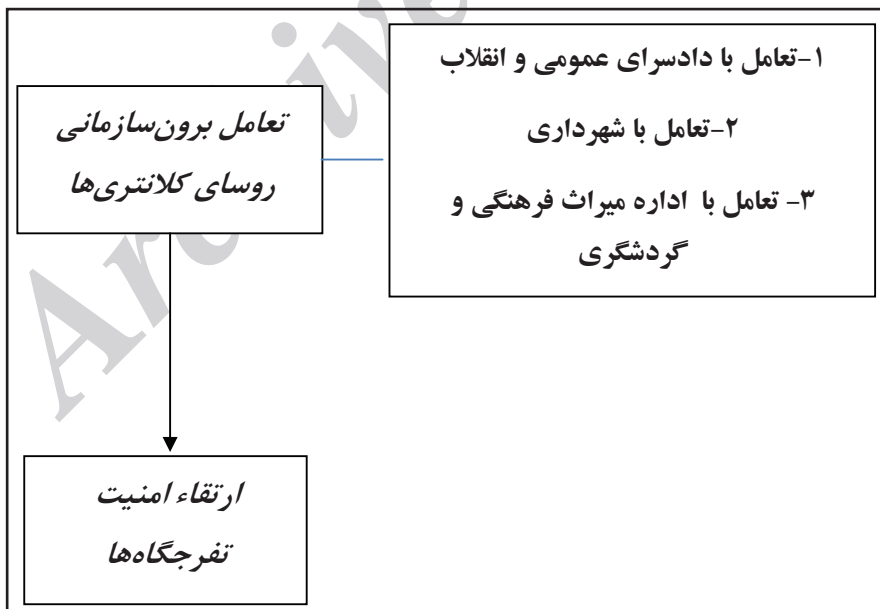 ۱-تعامل با دادسرای عمومی و انقلاب
۲-تعامل با شهرداری
۳- تعامل با اداره میراث فرهنگی و
گردشگری
تعامل برون‌سازمانی
روسای کلانتری‌ها
ارتقاء امنیت
تفرجگاه‌ها